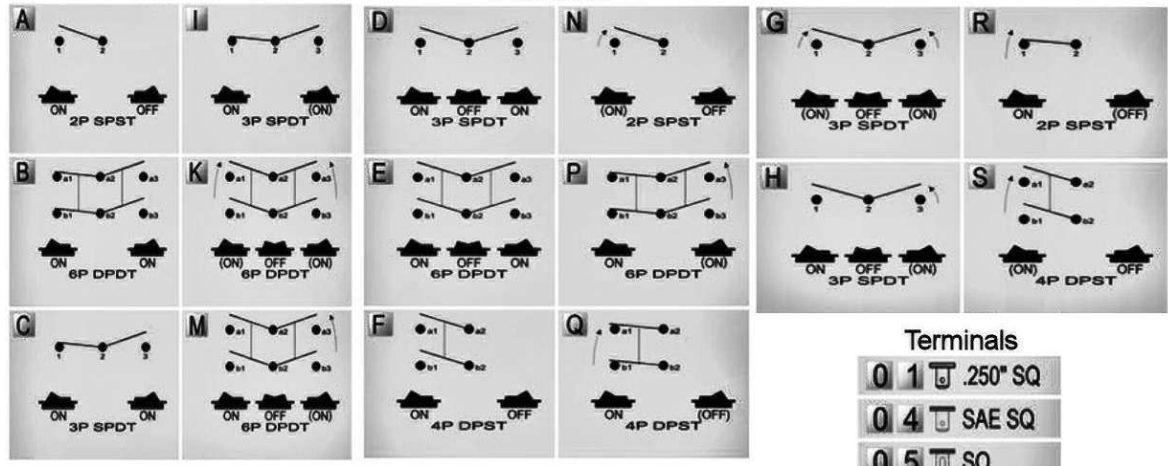 A
1 2
ON OFF
2P SPST
I
1 2 3
ON (ON)
3P SPDT
B
a1 a2 a3
b1 b2 b3
ON ON
6P DPDT
K
a1 a2 a3
b1 b2 b3
(ON) OFF (ON)
6P DPDT
C
1 2 3
ON ON
3P SPDT
M
a1 a2 a3
b1 b2 b3
ON OFF (ON)
6P DPDT
D
1 2 3
ON OFF ON
3P SPDT
N
1 2
(ON) OFF
2P SPST
E
a1 a2 a3
b1 b2 b3
ON OFF ON
6P DPDT
P
a1 a2 a3
b1 b2 b3
ON (ON)
6P DPDT
F
a1 a2
b1 b2
ON OFF
4P DPST
Q
a1 a2
b1 b2
ON (OFF)
4P DPST
G
1 2 3
(ON) OFF (ON)
3P SPDT
R
1 2
ON (OFF)
2P SPST
H
1 2 3
ON OFF (ON)
3P SPDT
S
a1 a2
b1 b2
(ON) OFF
4P DPST
Terminals
0 1 .250" SQ
0 4 SAE SQ
0 5 SQ